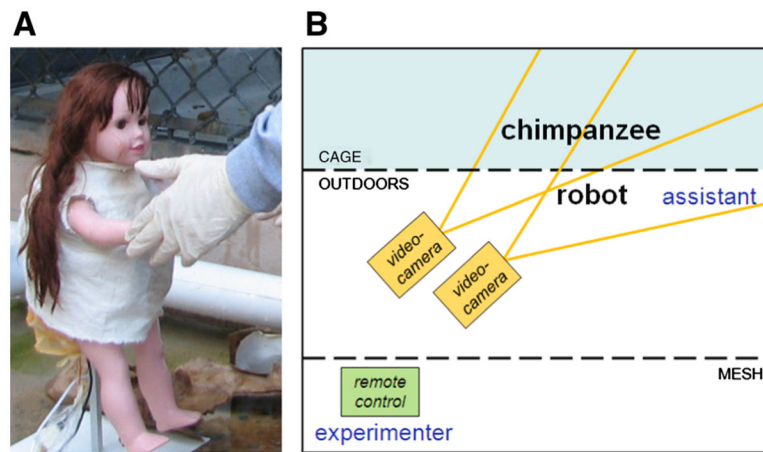 A
B
chimpanzee
CAGE
OUTDOORS
robot
assistant
video-
camera
video-
camera
MESH
remote
control
experimenter